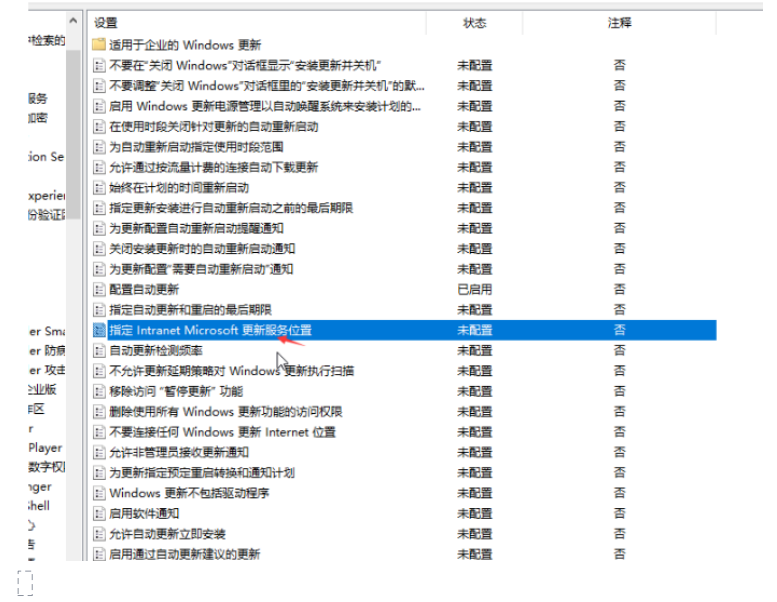 设置 状态 注释
适用于企业的 Windows 更新
不要在“关闭 Windows”对话框显示“安装更新并关机” 未配置 否
不要调整“关闭 Windows”对话框里的“安装更新并关机”的默... 未配置 否
启用 Windows 更新电源管理以自动唤醒系统来安装计划的... 未配置 否
在使用时段关闭针对更新的自动重新启动 未配置 否
为自动重新启动指定使用时段范围 未配置 否
允许通过按流量计费的连接自动下载更新 未配置 否
始终在计划的时间重新启动 未配置 否
指定更新安装进行自动重新启动之前的最后期限 未配置 否
为更新配置自动重新启动提醒通知 未配置 否
关闭安装更新时的自动重新启动通知 未配置 否
为更新配置“需要自动重新启动”通知 未配置 否
配置自动更新 已启用 否
指定自动更新和重启的最后期限 未配置 否
指定 Intranet Microsoft 更新服务位置 未配置 否
自动更新检测频率 未配置 否
不允许更新延期策略对 Windows 更新执行扫描 未配置 否
移除访问 “暂停更新” 功能 未配置 否
删除使用所有 Windows 更新功能的访问权限 未配置 否
不要连接任何 Windows 更新 Internet 位置 未配置 否
允许非管理员接收更新通知 未配置 否
为更新指定预定重启转换和通知计划 未配置 否
Windows 更新不包括驱动程序 未配置 否
启用软件通知 未配置 否
允许自动更新立即安装 未配置 否
启用通过自动更新建议的更新 未配置 否
检索的
服务
加密
ion Se
xperien
份验证
er Sma
er 防病
er 攻击
企业版
作区
r
Player
数字权
nger
Shell
心
告